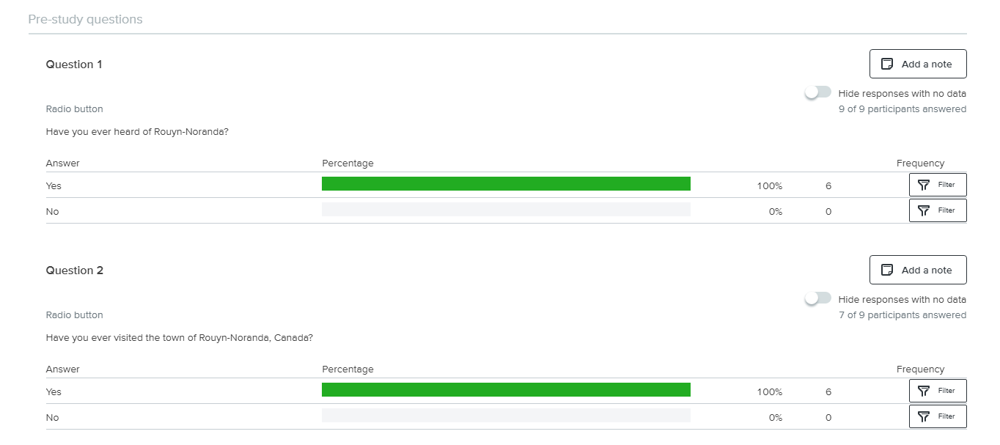 Pre-study questions
Question 1
Add a note
Hide responses with no data
Radio button
9 of 9 participants answered
Have you ever heard of Rouyn-Noranda?
Answer Percentage Frequency
Yes 100% 6 Filter
No 0% 0 Filter
Question 2
Add a note
Hide responses with no data
Radio button
7 of 9 participants answered
Have you ever visited the town of Rouyn-Noranda, Canada?
Answer Percentage Frequency
Yes 100% 6 Filter
No 0% 0 Filter